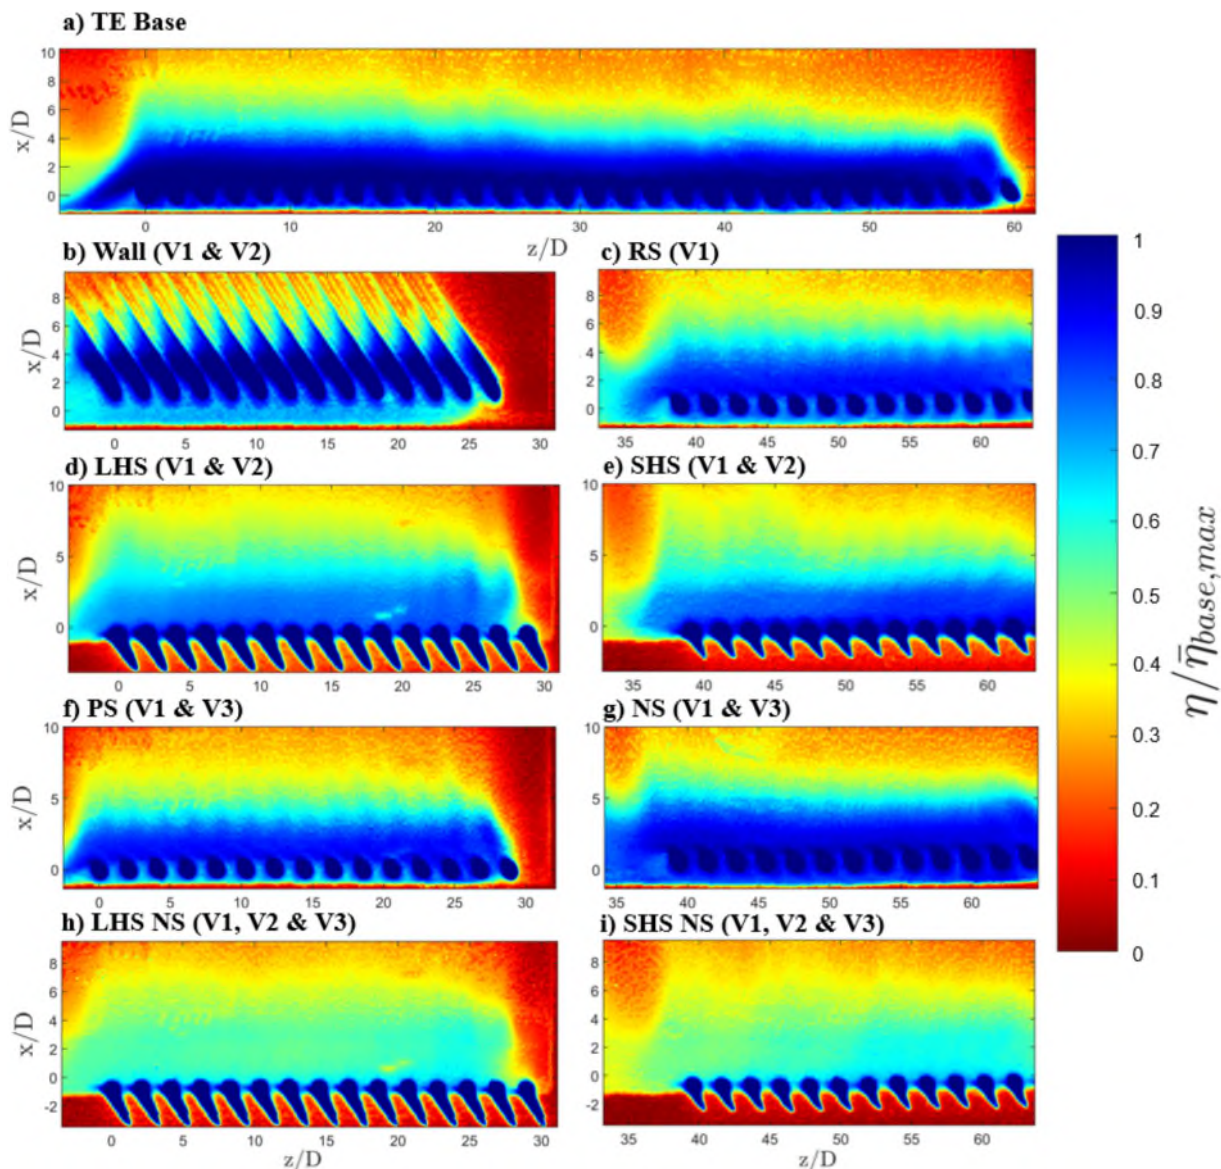 a) TE Base
10
8
6
4
2
0
x/D
0 10 20 30 40 50 60
z/D
b) Wall (V1 & V2)
8
6
4
2
0
x/D
0 5 10 15 20 25 30
c) RS (V1)
8
6
4
2
0
35 40 45 50 55 60
d) LHS (V1 & V2)
10
5
0
x/D
0 5 10 15 20 25 30
e) SHS (V1 & V2)
10
5
0
35 40 45 50 55 60
f) PS (V1 & V3)
10
5
0
x/D
0 5 10 15 20 25 30
g) NS (V1 & V3)
10
5
0
35 40 45 50 55 60
h) LHS NS (V1, V2 & V3)
8
6
4
2
0
-2
x/D
0 5 10 15 20 25 30
z/D
i) SHS NS (V1, V2 & V3)
8
6
4
2
0
-2
35 40 45 50 55 60
z/D
1
0.9
0.8
0.7
0.6
0.5
0.4
0.3
0.2
0.1
0
η/η̄base,max